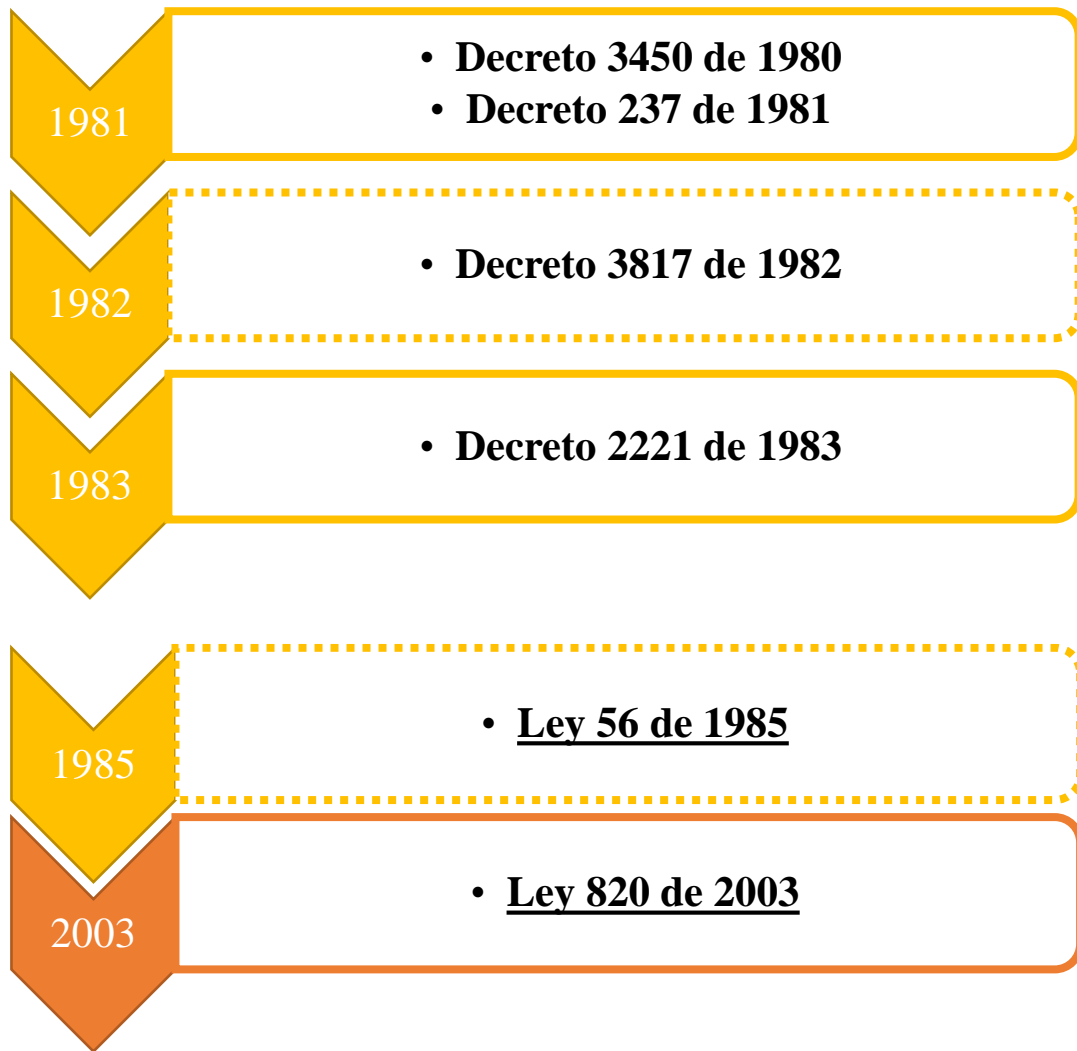 1981
• Decreto 3450 de 1980
• Decreto 237 de 1981
1982
• Decreto 3817 de 1982
1983
• Decreto 2221 de 1983
1985
• Ley 56 de 1985
2003
• Ley 820 de 2003